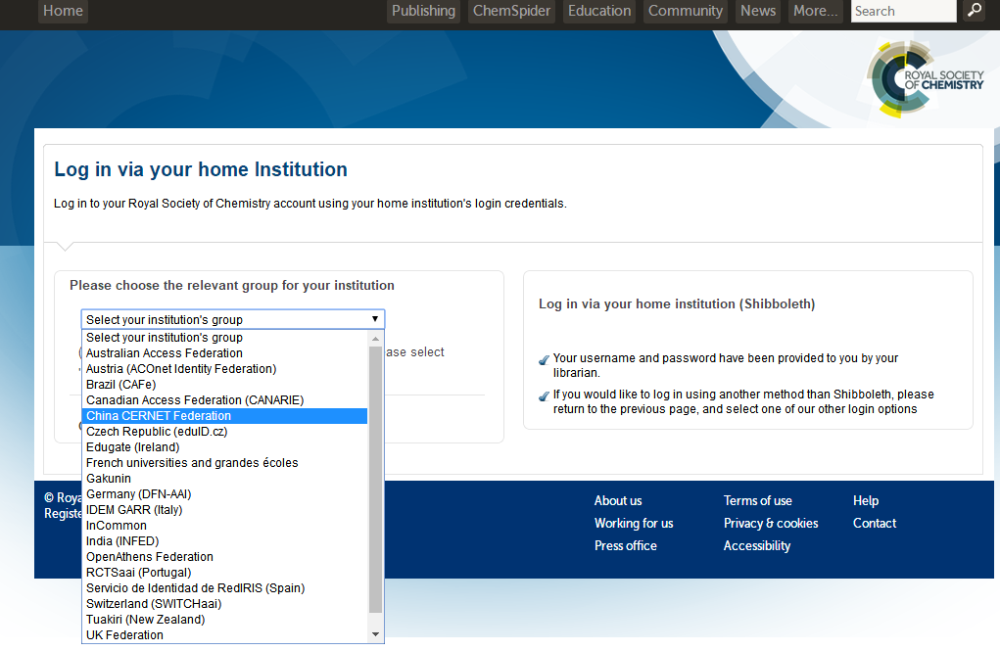 Home Publishing ChemSpider Education Community News More... Search
ROYAL SOCIETY
OF CHEMISTRY
Log in via your home Institution
Log in to your Royal Society of Chemistry account using your home institution's login credentials.
Please choose the relevant group for your institution
Select your institution's group
Select your institution's group
Australian Access Federation
Austria (ACOnet Identity Federation)
Brazil (CAFe)
Canadian Access Federation (CANARIE)
China CERNET Federation
Czech Republic (eduID.cz)
Edugate (Ireland)
French universities and grandes écoles
Gakunin
Germany (DFN-AAI)
IDEM GARR (Italy)
InCommon
India (INFED)
OpenAthens Federation
RCTSaai (Portugal)
Servicio de Identidad de RedIRIS (Spain)
Switzerland (SWITCHaai)
Tuakiri (New Zealand)
UK Federation
select
Log in via your home institution (Shibboleth)
Your username and password have been provided to you by your
librarian.
If you would like to log in using another method than Shibboleth, please
return to the previous page, and select one of our other login options
©
About us
Working for us
Press office
Terms of use
Privacy & cookies
Accessibility
Help
Contact